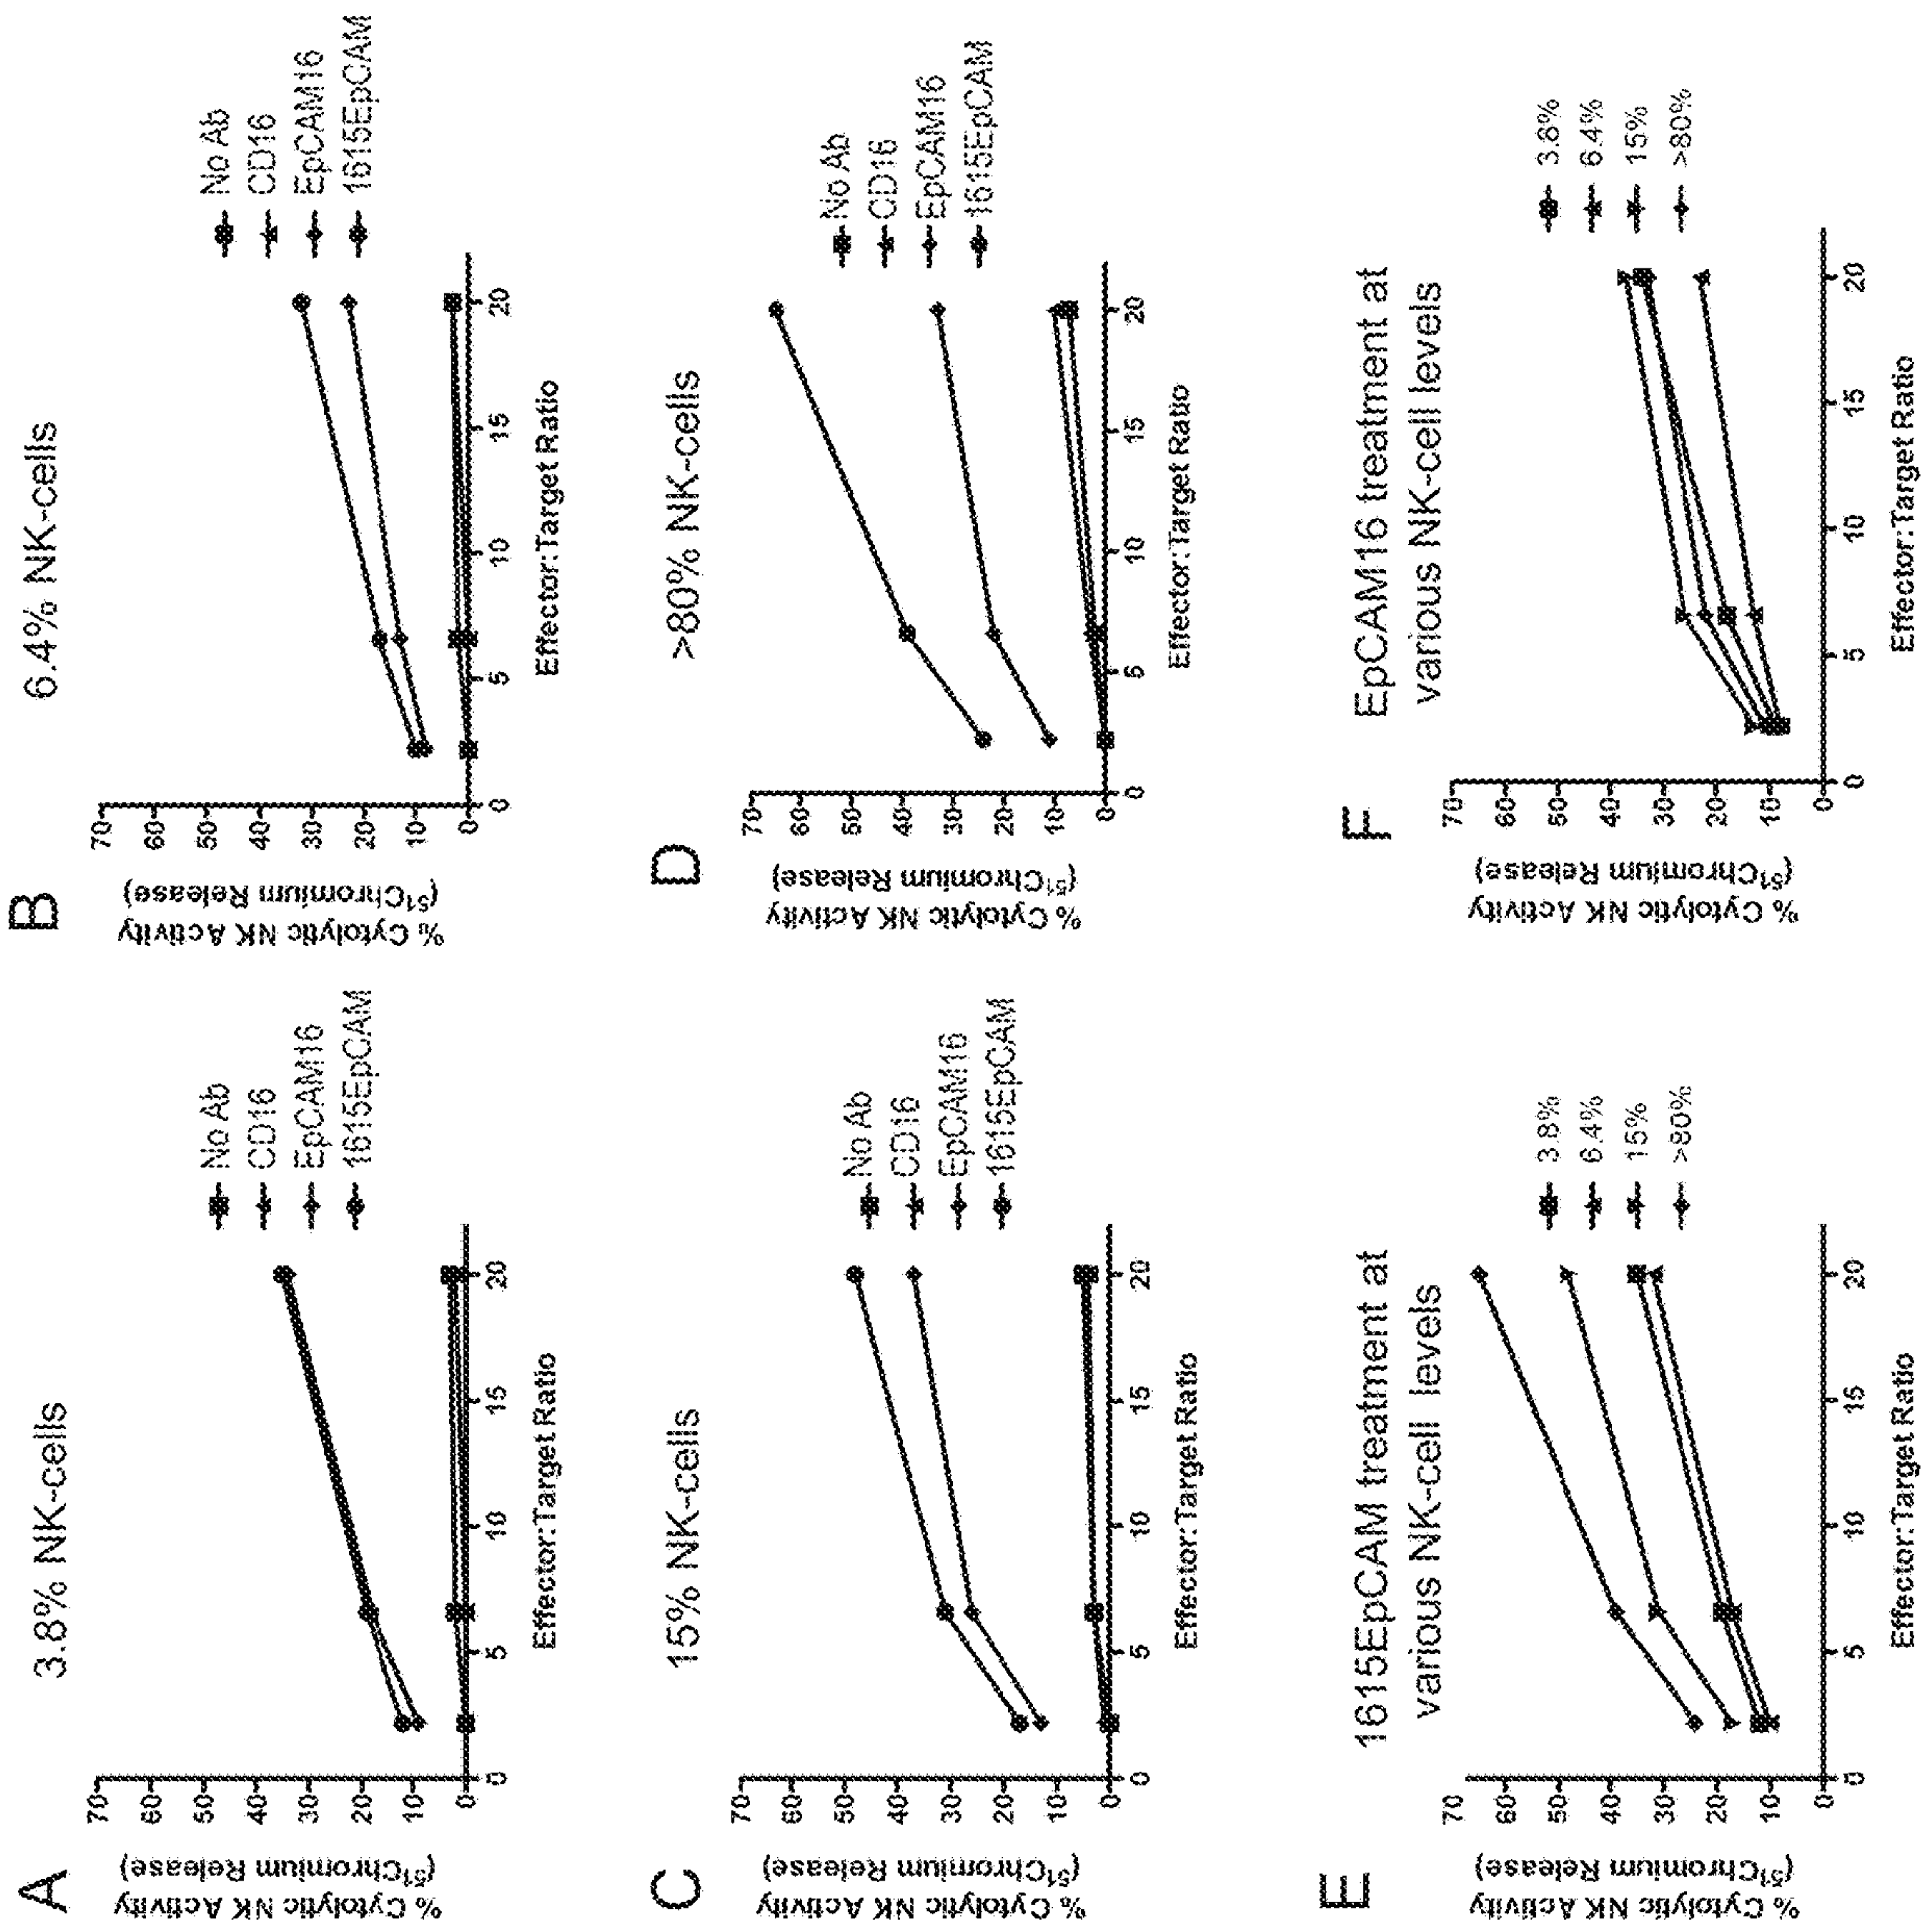 A
3.8% NK-cells
% Cytolytic NK Activity
(⁵¹Chromium Release)
70
60
50
40
30
20
10
0
0
5
10
15
20
Effector:Target Ratio
No Ab
CD16
EpCAM16
1615EpCAM
B
6.4% NK-cells
% Cytolytic NK Activity
(⁵¹Chromium Release)
70
60
50
40
30
20
10
0
0
5
10
15
20
Effector:Target Ratio
No Ab
CD16
EpCAM16
1615EpCAM
C
15% NK-cells
% Cytolytic NK Activity
(⁵¹Chromium Release)
70
60
50
40
30
20
10
0
0
5
10
15
20
Effector:Target Ratio
No Ab
CD16
EpCAM16
1615EpCAM
D
>80% NK-cells
% Cytolytic NK Activity
(⁵¹Chromium Release)
70
60
50
40
30
20
10
0
0
5
10
15
20
Effector:Target Ratio
No Ab
CD16
EpCAM16
1615EpCAM
E
1615EpCAM treatment at
various NK-cell levels
% Cytolytic NK Activity
(⁵¹Chromium Release)
70
60
50
40
30
20
10
0
0
5
10
15
20
Effector:Target Ratio
3.8%
6.4%
15%
>80%
F
EpCAM16 treatment at
various NK-cell levels
% Cytolytic NK Activity
(⁵¹Chromium Release)
70
60
50
40
30
20
10
0
0
5
10
15
20
Effector:Target Ratio
3.8%
6.4%
15%
>80%